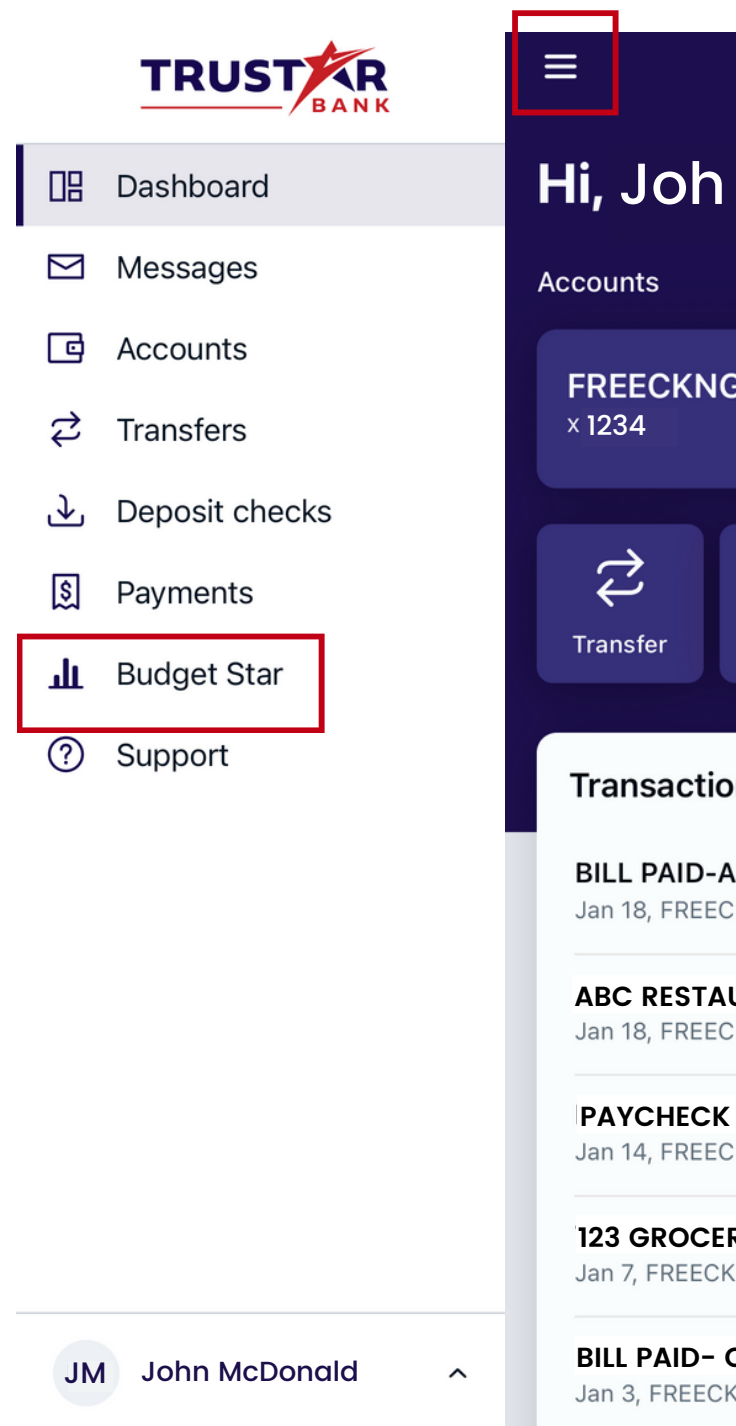 TRUSTAR
BANK
Dashboard
Messages
Accounts
Transfers
Deposit checks
Payments
Budget Star
Support
JM John McDonald
Hi, Joh
Accounts
FREECKNG
x 1234
Transfer
Transaction
BILL PAID-A
Jan 18, FREEC
ABC RESTAU
Jan 18, FREEC
PAYCHECK
Jan 14, FREEC
123 GROCER
Jan 7, FREECK
BILL PAID- C
Jan 3, FREECK